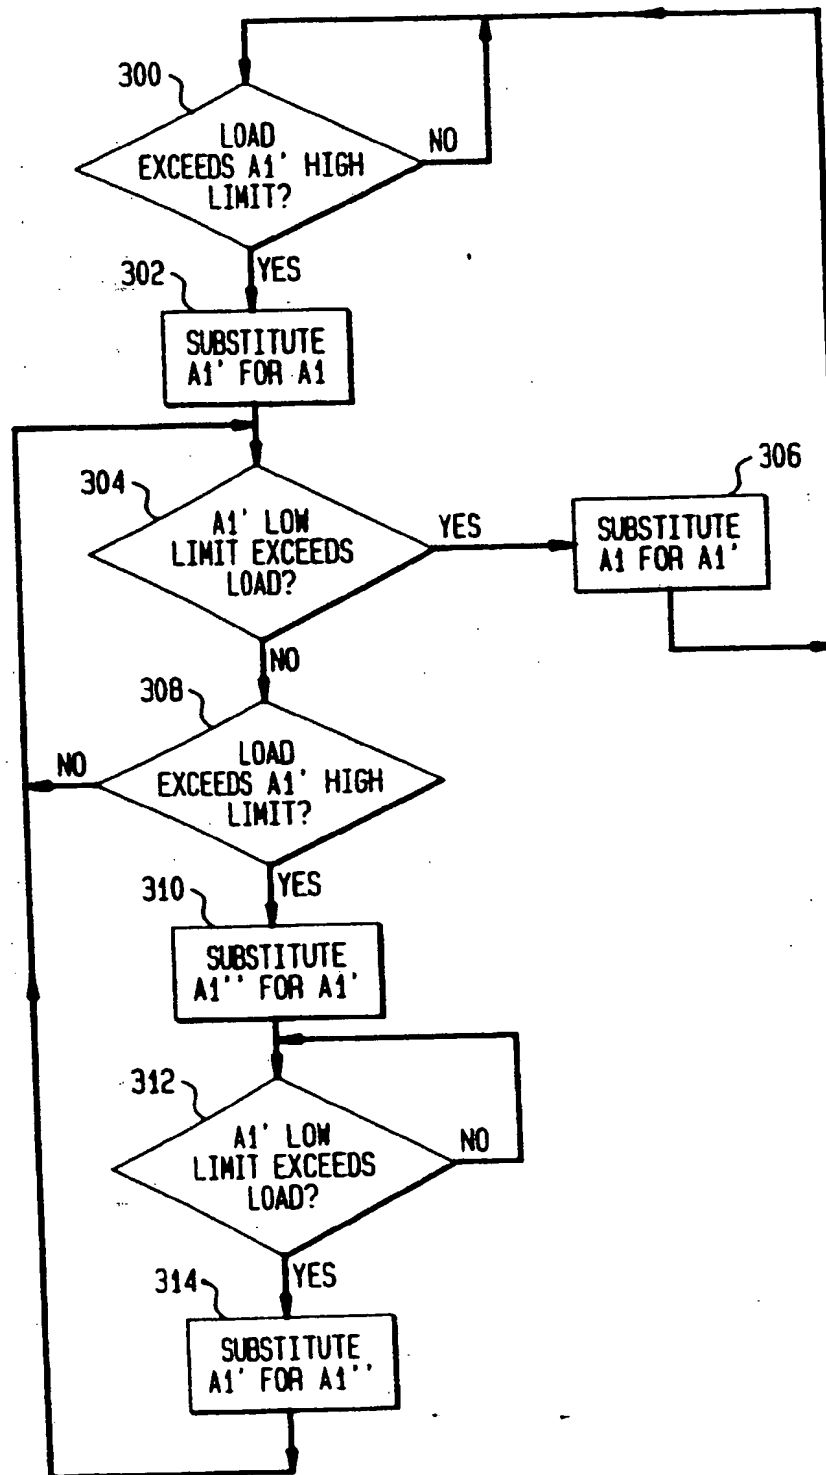 300
LOAD
EXCEEDS A1' HIGH
LIMIT?
NO
YES
302
SUBSTITUTE
A1' FOR A1
304
A1' LOW
LIMIT EXCEEDS
LOAD?
YES
306
SUBSTITUTE
A1 FOR A1'
NO
308
LOAD
EXCEEDS A1' HIGH
LIMIT?
NO
YES
310
SUBSTITUTE
A1'' FOR A1'
312
A1' LOW
LIMIT EXCEEDS
LOAD?
NO
YES
314
SUBSTITUTE
A1' FOR A1''